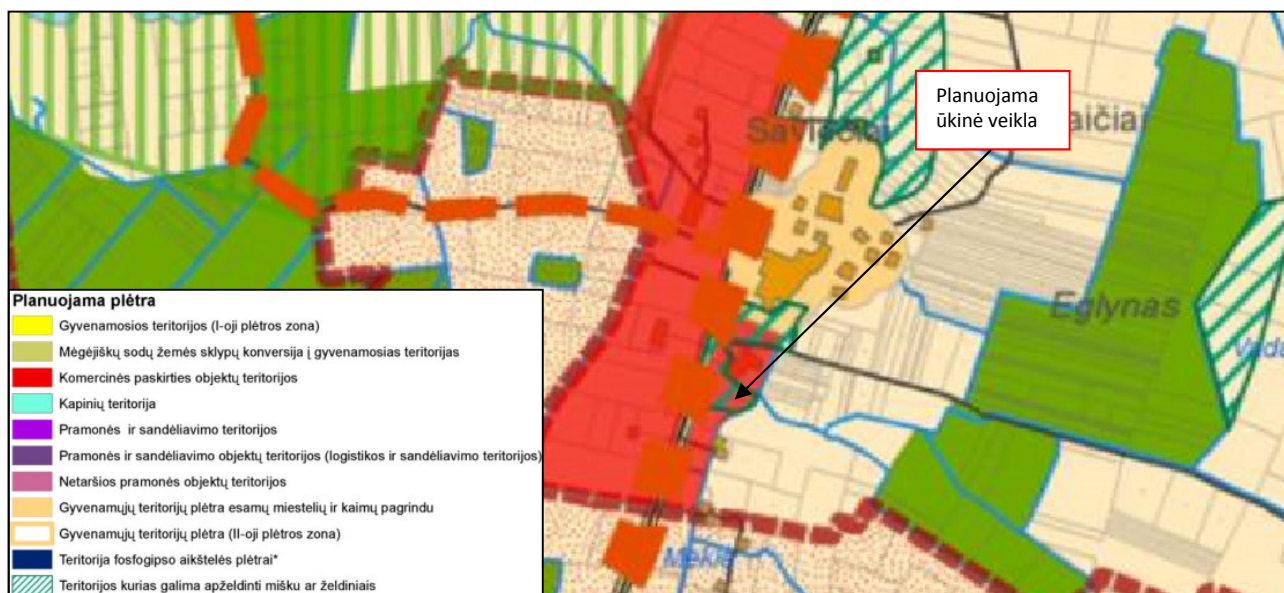 Planuojama
ūkinė veikla
aičiai
Eglynas
Planuojama plėtra
Gyvenamosios teritorijos (I-oji plėtros zona)
Mėgėjiškų sodų žemės sklypų konversija į gyvenamosias teritorijas
Komercinės paskirties objektų teritorijos
Kapinių teritorija
Pramonės ir sandėliavimo teritorijos
Pramonės ir sandėliavimo objektų teritorijos (logistikos ir sandėliavimo teritorijos)
Netaršios pramonės objektų teritorijos
Gyvenamųjų teritorijų plėtra esamų miestelių ir kaimų pagrindu
Gyvenamųjų teritorijų plėtra (II-oji plėtros zona)
Teritorija fosfogipso aikštelės plėtrai*
Teritorijos kurias galima apželdinti mišku ar želdiniais